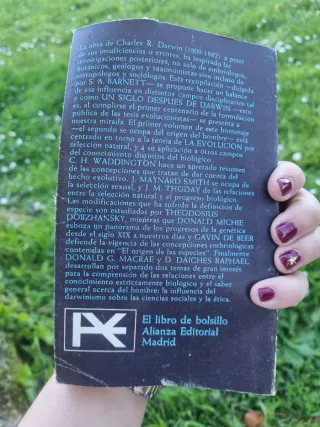 La obra de Charles R. Darwin (1809-1882) a pesar
de sus insuficiencias o errores, ha inspirado los
investigaciones posteriores, no sólo de embriólogos,
botánicos, geólogos y taxonomistas sino incluso de
antropólogos y sociólogos. Esta recopilación —dirigida
por S. A. BARNETT— se propone hacer un balance
de esa influencia en distintos campos disciplinarios tal
y como UN SIGLO DESPUES DE DARWIN
al cumplirse el primer centenario de la formulación
pública de las tesis evolucionistas— se presenta a
nuestra mirada. El primer volumen de este homenaje
—el segundo se ocupa del origen del hombre— está
centrado en torno a la teoría de LA EVOLUCION por
selección natural, y a su aplicación a otros campos
del conocimiento distintos del biológico.
C. H. WADDINGTON hace un apretado resumen
de las concepciones que tratan de dar cuenta del
hecho evolutivo. J. MAYNARD SMITH se ocupa de
la selección sexual, y J. M. THODAY de las relaciones
entre la selección natural y el progreso biológico.
Las modificaciones que ha sufrido la definición de
especie son estudiadas por THEODOSIUS
DOBZHANSKY, mientras que DONALD MICHIE
esboza un panorama de los progresos de la genética
desde el siglo XIX a nuestros días y GAVIN DE BEER
defiende la vigencia de las concepciones embriológicas
contenidas en "El origen de las especies". Finalmente
DONALD G. MACRAE y D. DAICHES RAPHAEL
desarrollan por separado dos temas de gran interés
para la comprensión de las relaciones entre el
conocimiento estrictamente biológico y el saber
general acerca del hombre: la influencia del
darwinismo sobre las ciencias sociales y la ética.
El libro de bolsillo
Alianza Editorial
Madrid